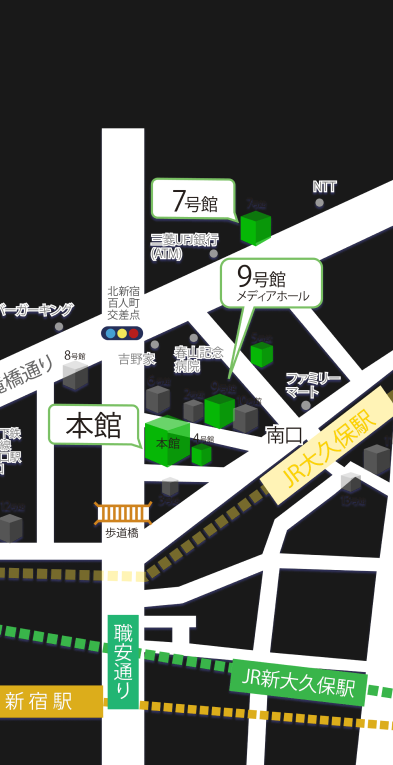 NTT
7号館
三菱UFJ銀行
(ATM)
9号館
メディアホール
北新宿
百人町
交差点
バーガーキング
吉野家
春山記念
病院
8号館
道橋通り
ファミリー
マート
本館
本館
4号館
南口
JR大久保駅
歩道橋
職安通り
JR新大久保駅
新宿駅